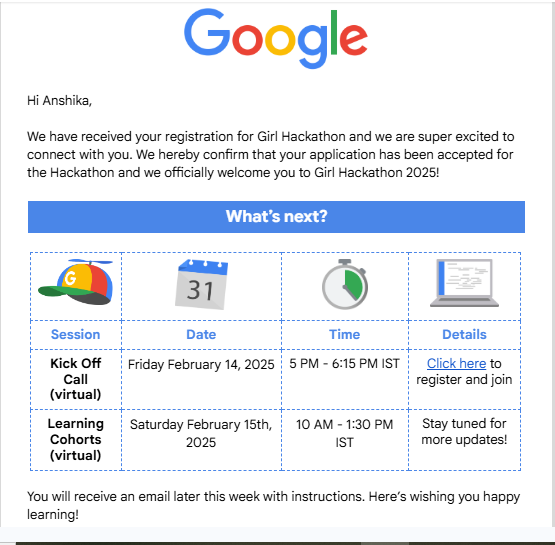 Google
Hi Anshika,
We have received your registration for Girl Hackathon and we are super excited to
connect with you. We hereby confirm that your application has been accepted for
the Hackathon and we officially welcome you to Girl Hackathon 2025!
What's next?
G
31
Session Date Time Details
Kick Off
Call
(virtual)
Friday February 14, 2025
5 PM - 6:15 PM IST
Click here to
register and join
Learning
Cohorts
(virtual)
Saturday February 15th,
2025
10 AM - 1:30 PM
IST
Stay tuned for
more updates!
You will receive an email later this week with instructions. Here's wishing you happy
learning!